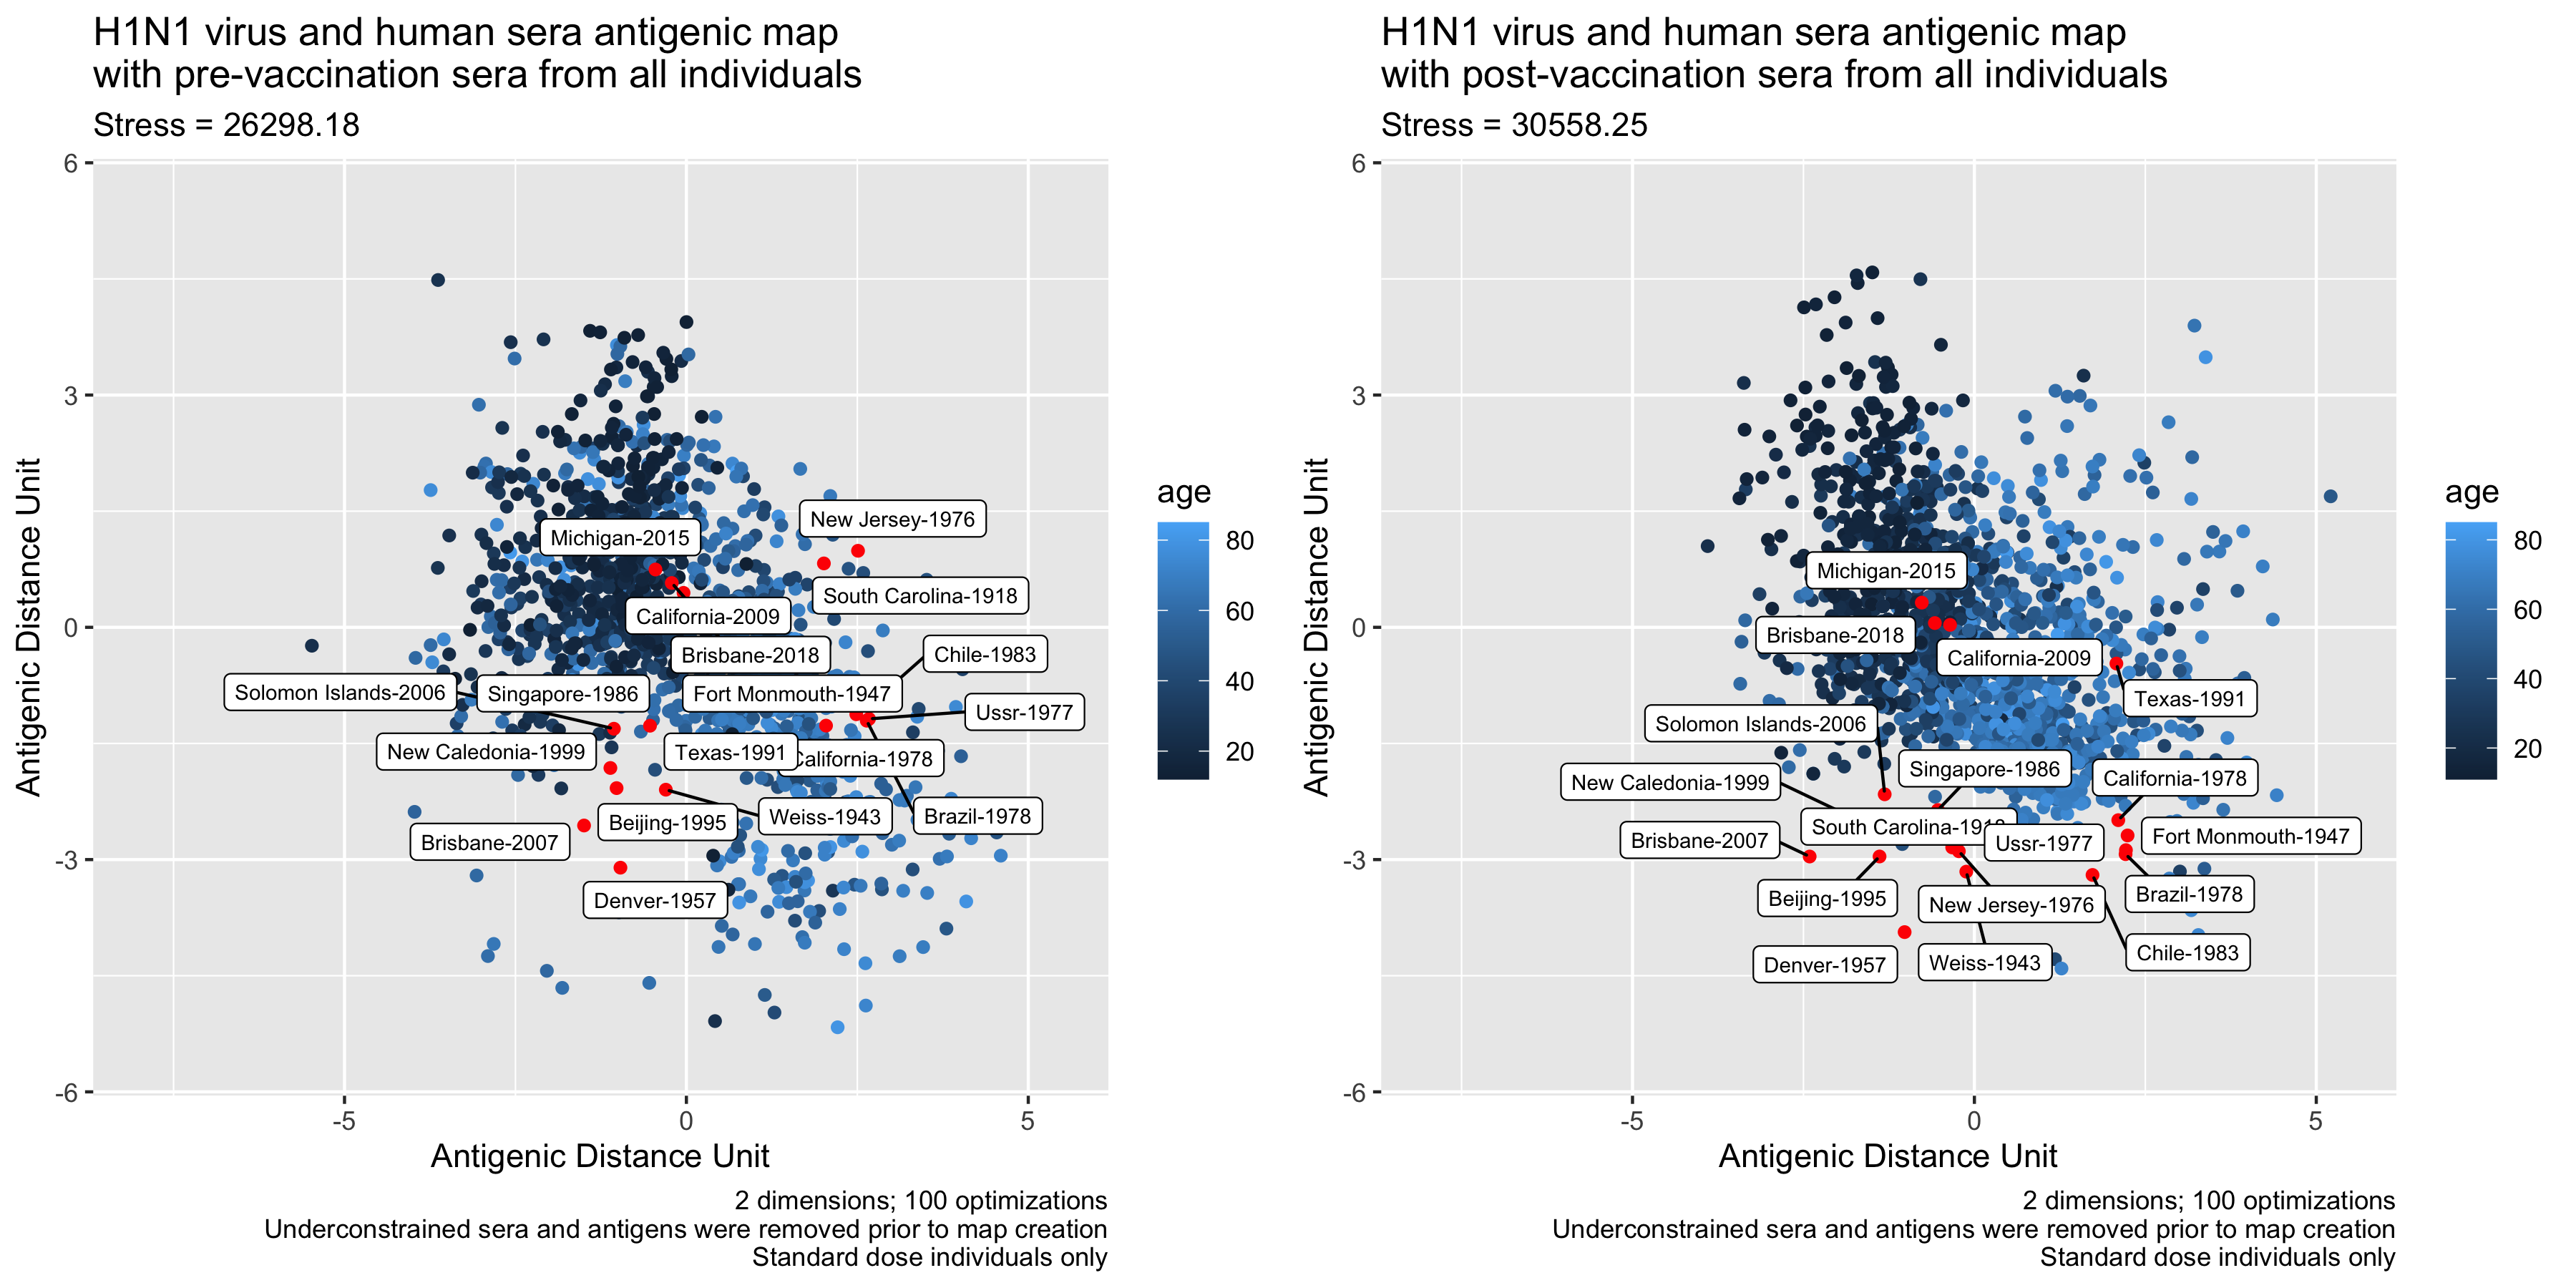 H1N1 virus and human sera antigenic map
with pre-vaccination sera from all individuals
Stress = 26298.18
6
3
0
-3
-6
Antigenic Distance Unit
Michigan-2015
New Jersey-1976
South Carolina-1918
California-2009
Brisbane-2018
Chile-1983
Solomon Islands-2006
Singapore-1986
Fort Monmouth-1947
Ussr-1977
New Caledonia-1999
Texas-1991
California-1978
Beijing-1995
Weiss-1943
Brazil-1978
Brisbane-2007
Denver-1957
-5
0
5
Antigenic Distance Unit
2 dimensions; 100 optimizations
Underconstrained sera and antigens were removed prior to map creation
Standard dose individuals only
age
80
60
40
20
H1N1 virus and human sera antigenic map
with post-vaccination sera from all individuals
Stress = 30558.25
6
3
0
-3
-6
Antigenic Distance Unit
Michigan-2015
Brisbane-2018
California-2009
Texas-1991
Solomon Islands-2006
Singapore-1986
New Caledonia-1999
California-1978
South Carolina-1918
Brisbane-2007
Ussr-1977
Fort Monmouth-1947
Beijing-1995
New Jersey-1976
Brazil-1978
Denver-1957
Weiss-1943
Chile-1983
-5
0
5
Antigenic Distance Unit
2 dimensions; 100 optimizations
Underconstrained sera and antigens were removed prior to map creation
Standard dose individuals only
age
80
60
40
20